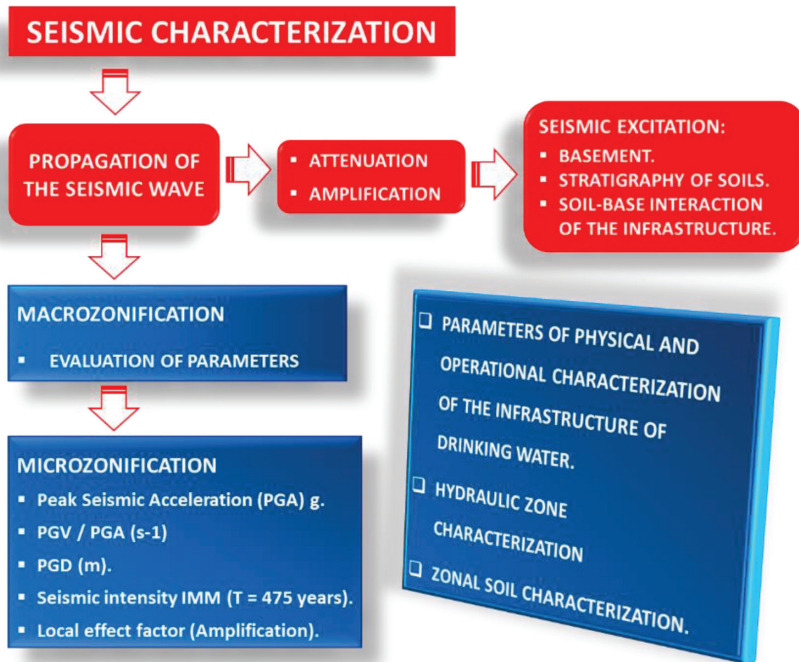 SEISMIC CHARACTERIZATION
PROPAGATION OF
THE SEISMIC WAVE
▪ ATTENUATION
▪ AMPLIFICATION
SEISMIC EXCITATION:
▪ BASEMENT.
▪ STRATIGRAPHY OF SOILS.
▪ SOIL-BASE INTERACTION
OF THE INFRASTRUCTURE.
MACROZONIFICATION
▪ EVALUATION OF PARAMETERS
MICROZONIFICATION
▪ Peak Seismic Acceleration (PGA) g.
▪ PGV / PGA (s-1)
▪ PGD (m).
▪ Seismic intensity IMM (T = 475 years).
▪ Local effect factor (Amplification).
❑ PARAMETERS OF PHYSICAL AND
OPERATIONAL CHARACTERIZATION
OF THE INFRASTRUCTURE OF
DRINKING WATER.
❑ HYDRAULIC ZONE
CHARACTERIZATION
❑ ZONAL SOIL CHARACTERIZATION.